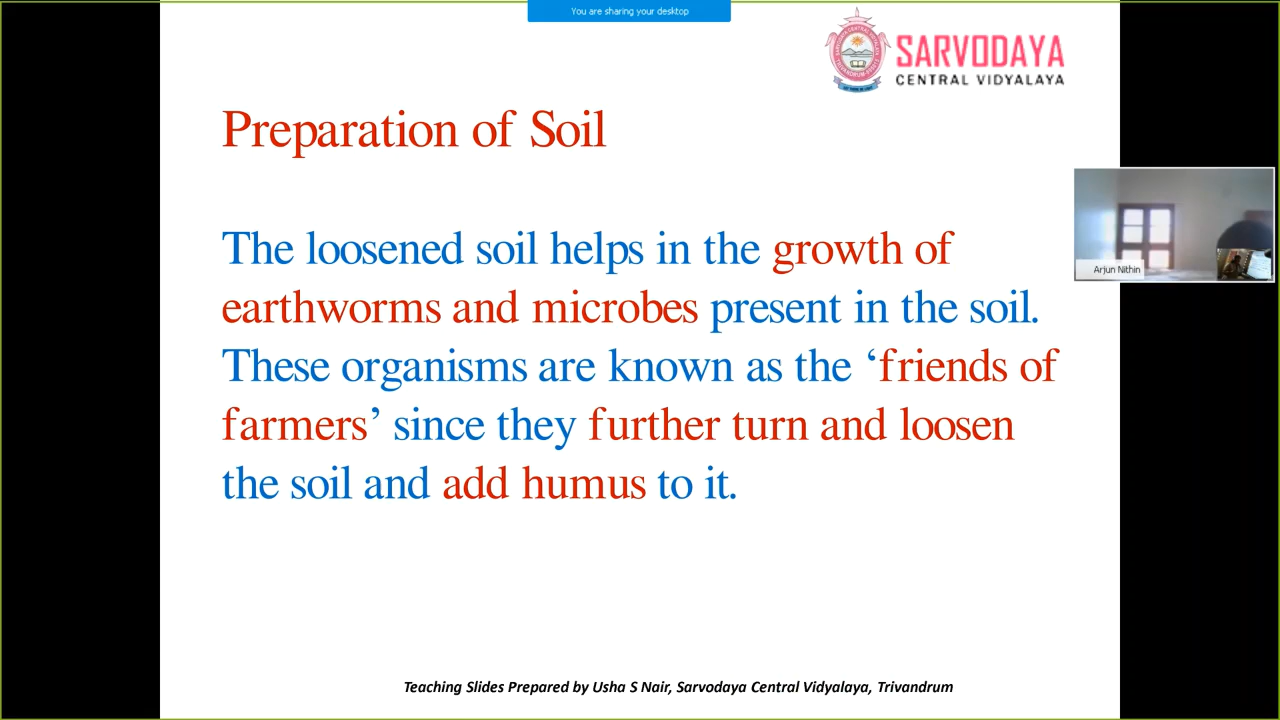 You are sharing your desktop
SARVODAYA
CENTRAL VIDYALAYA
Preparation of Soil
The loosened soil helps in the growth of
earthworms and microbes present in the soil.
These organisms are known as the ‘friends of
farmers’ since they further turn and loosen
the soil and add humus to it.
Arjun Nithin
Teaching Slides Prepared by Usha S Nair, Sarvodaya Central Vidyalaya, Trivandrum